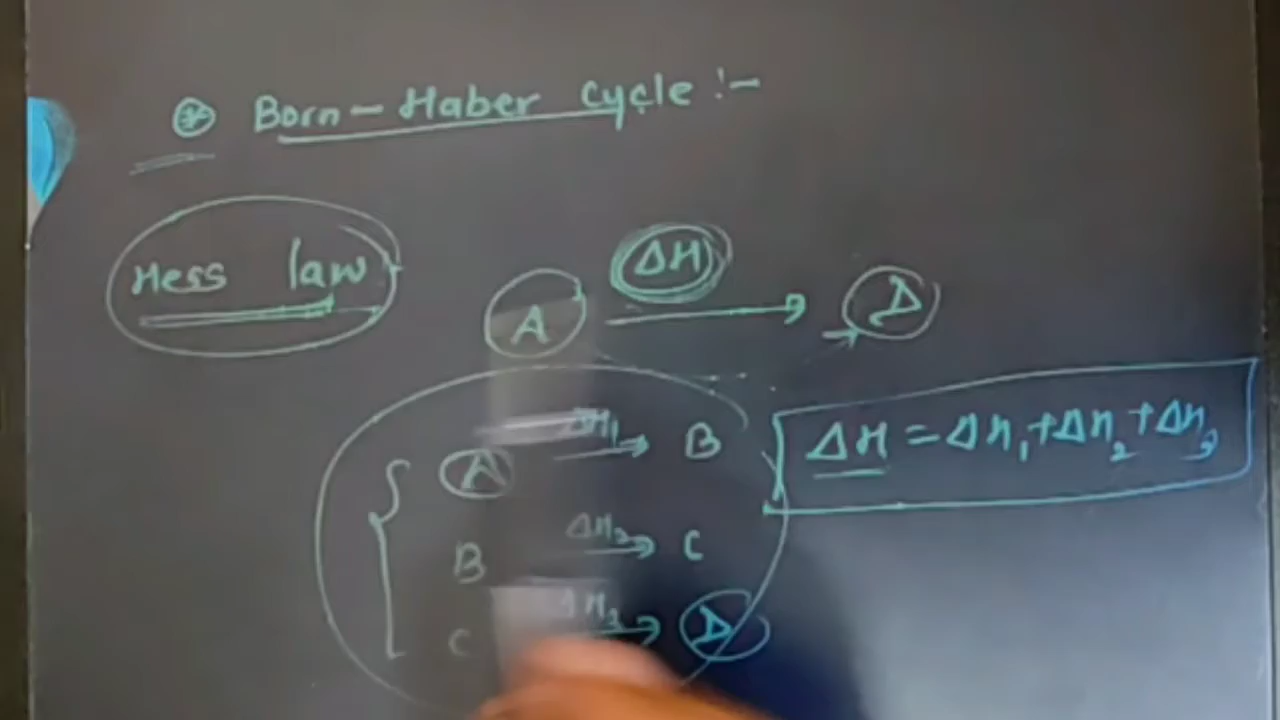 ⊛ Born - Haber cycle :-
Hess law
A ΔH → D
A ΔH₁ → B
ΔH = ΔH₁ + ΔH₂ + ΔH₃
B ΔH₂ → C
C ΔH₃ → D